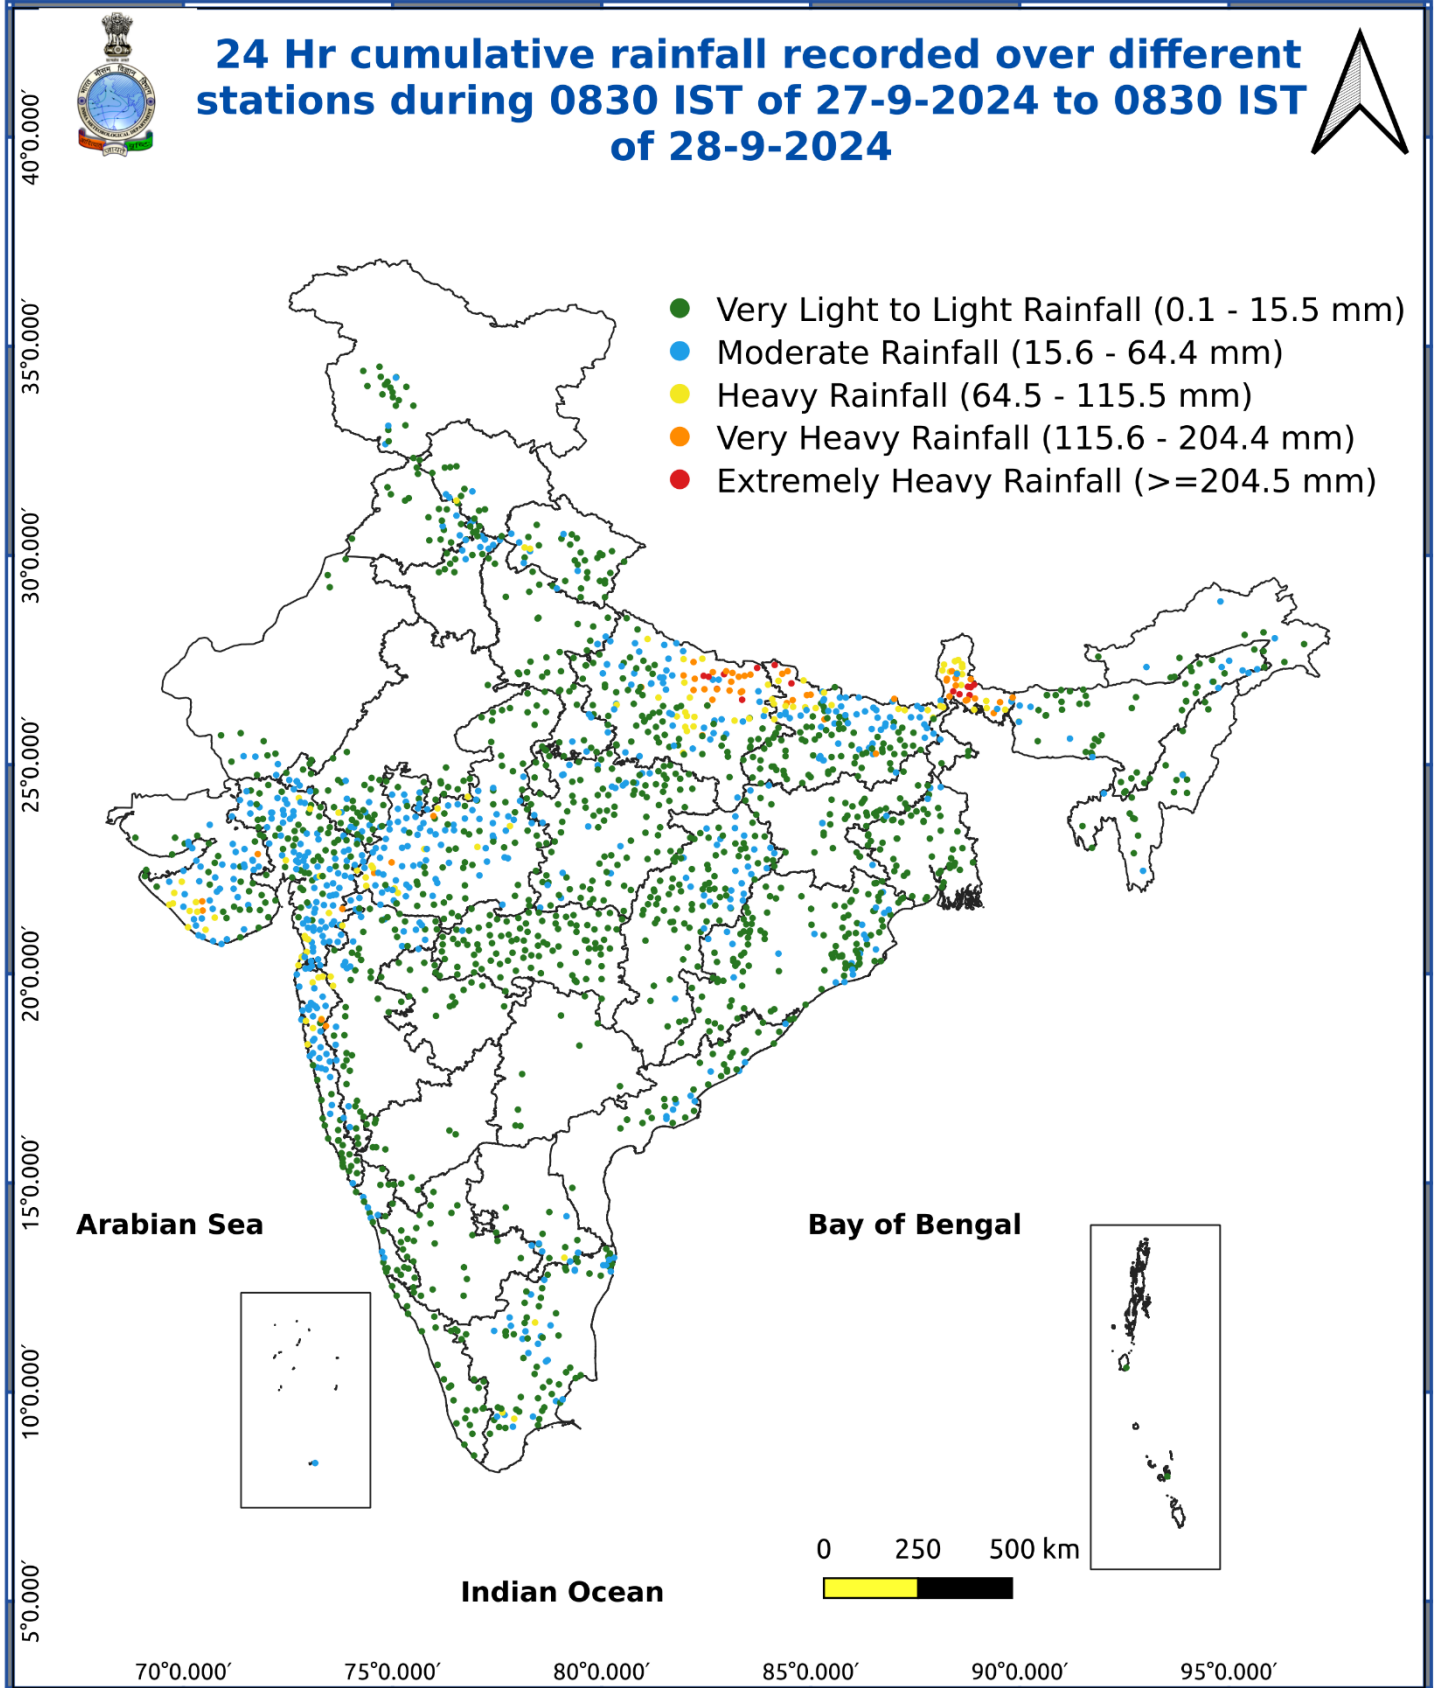 24 Hr cumulative rainfall recorded over different
stations during 0830 IST of 27-9-2024 to 0830 IST
of 28-9-2024
Very Light to Light Rainfall (0.1 - 15.5 mm)
Moderate Rainfall (15.6 - 64.4 mm)
Heavy Rainfall (64.5 - 115.5 mm)
Very Heavy Rainfall (115.6 - 204.4 mm)
Extremely Heavy Rainfall (>=204.5 mm)
40°0.000′
35°0.000′
30°0.000′
25°0.000′
20°0.000′
15°0.000′
10°0.000′
5°0.000′
Arabian Sea
Bay of Bengal
Indian Ocean
0 250 500 km
70°0.000′ 75°0.000′ 80°0.000′ 85°0.000′ 90°0.000′ 95°0.000′